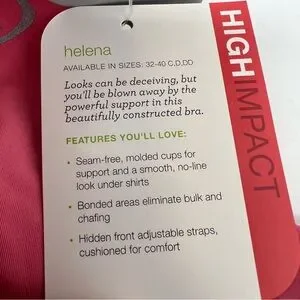 helena
AVAILABLE IN SIZES: 32-40 C,D,DD
Looks can be deceiving, but
you'll be blown away by the
powerful support in this
beautifully constructed bra.
FEATURES YOU'LL LOVE:
• Seam-free, molded cups for
support and a smooth, no-line
look under shirts
• Bonded areas eliminate bulk and
chafing
• Hidden front adjustable straps,
cushioned for comfort
HIGHIMPACT